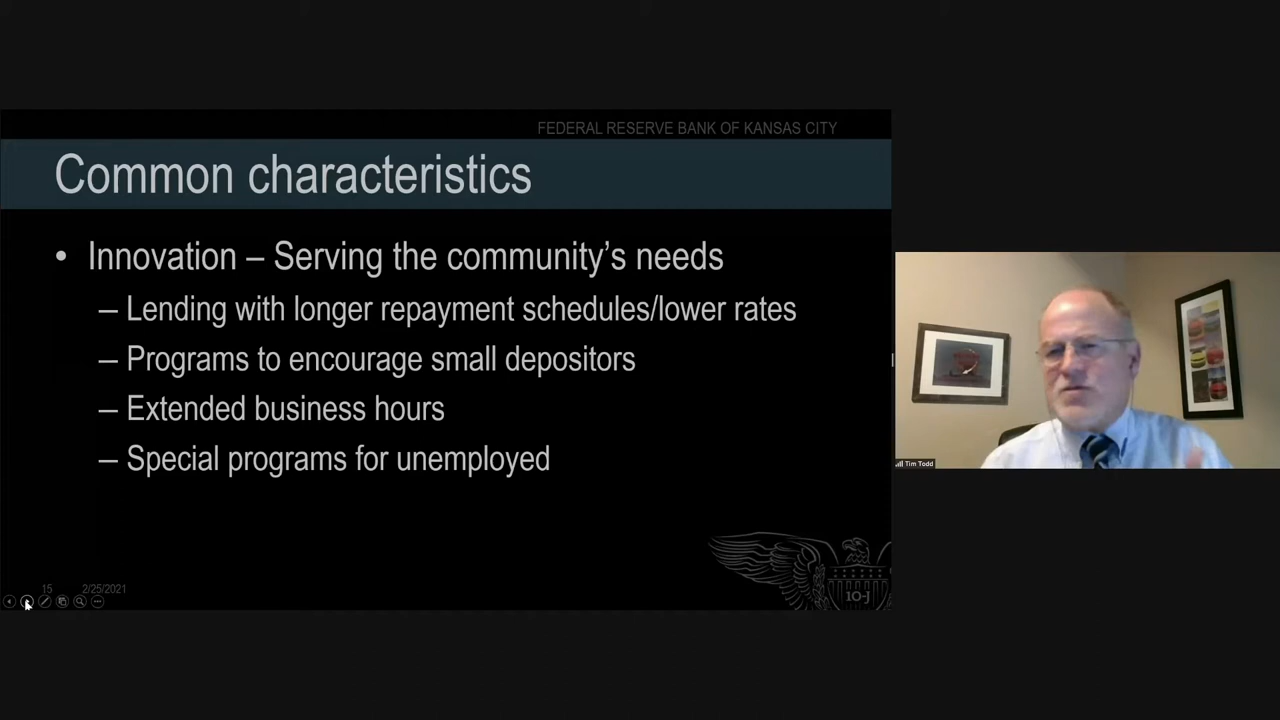 FEDERAL RESERVE BANK OF KANSAS CITY
Common characteristics
• Innovation – Serving the community’s needs
– Lending with longer repayment schedules/lower rates
– Programs to encourage small depositors
– Extended business hours
– Special programs for unemployed
15 2/25/2021
10-J
Tim Todd